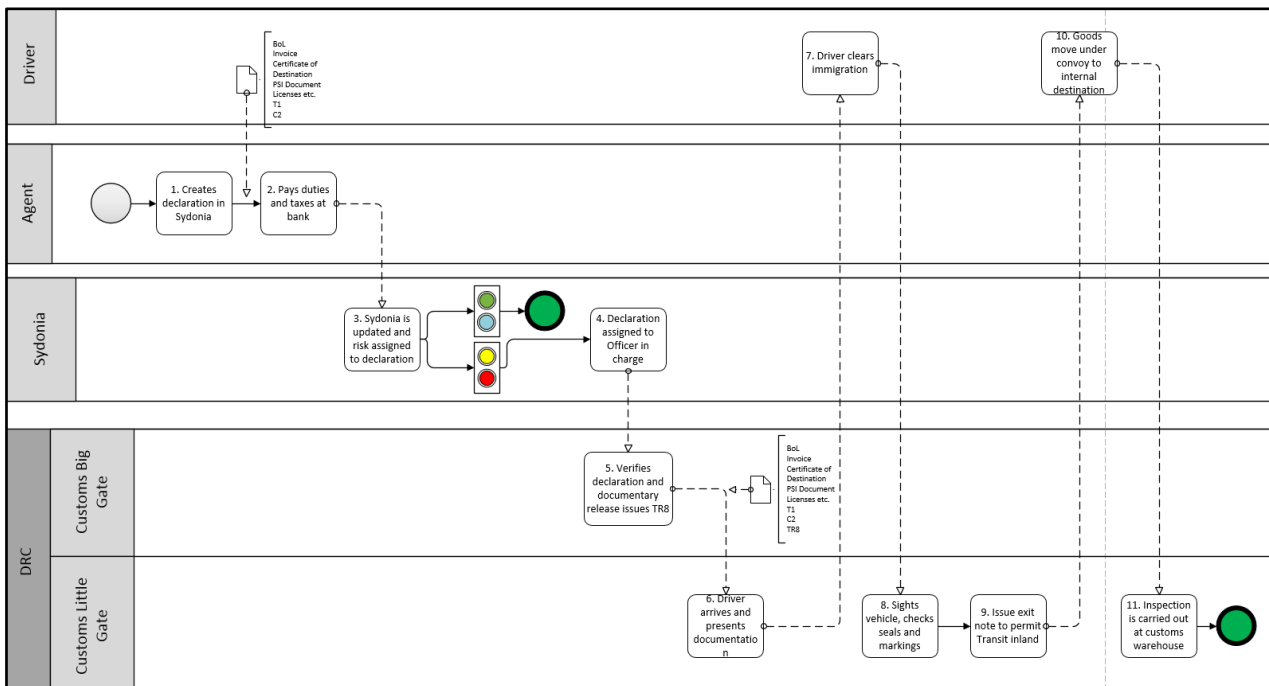 Driver
BoL
Invoice
Certificate of
Destination
PSI Document
Licenses etc.
T1
C2
7. Driver clears
immigration
10. Goods
move under
convoy to
internal
destination
Agent
1. Creates
declaration in
Sydonia
2. Pays duties
and taxes at
bank
Sydonia
3. Sydonia is
updated and
risk assigned
to declaration
4. Declaration
assigned to
Officer in
charge
DRC
Customs Big
Gate
5. Verifies
declaration and
documentary
release issues TR8
BoL
Invoice
Certificate of
Destination
PSI Document
Licenses etc.
T1
C2
TR8
Customs Little
Gate
6. Driver
arrives and
presents
documentatio
n
8. Sights
vehicle, checks
seals and
markings
9. Issue exit
note to permit
Transit inland
11. Inspection
is carried out
at customs
warehouse